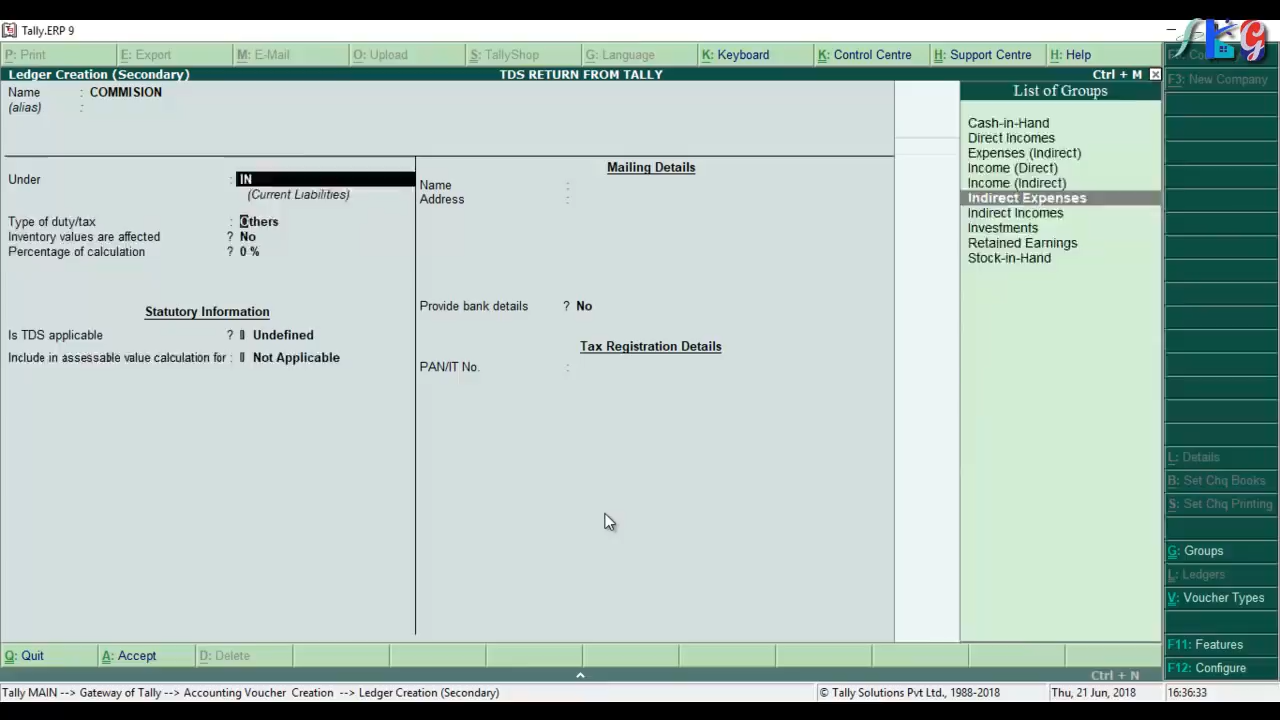 Tally.ERP 9
P: Print
E: Export
M: E-Mail
O: Upload
S: TallyShop
G: Language
K: Keyboard
K: Control Centre
H: Support Centre
H: Help
Ledger Creation (Secondary)
TDS RETURN FROM TALLY
Ctrl + M
Name : COMMISION
(alias) :
Under : IN
(Current Liabilities)
Type of duty/tax : Others
Inventory values are affected ? No
Percentage of calculation ? 0 %
Statutory Information
Is TDS applicable ? Undefined
Include in assessable value calculation for : Not Applicable
Mailing Details
Name :
Address :
Provide bank details ? No
Tax Registration Details
PAN/IT No. :
List of Groups
Cash-in-Hand
Direct Incomes
Expenses (Indirect)
Income (Direct)
Income (Indirect)
Indirect Expenses
Indirect Incomes
Investments
Retained Earnings
Stock-in-Hand
F3: New Company
L: Details
B: Set Chq Books
S: Set Chq Printing
G: Groups
L: Ledgers
V: Voucher Types
F11: Features
F12: Configure
Q: Quit
A: Accept
D: Delete
Ctrl + N
Tally MAIN --> Gateway of Tally --> Accounting Voucher Creation --> Ledger Creation (Secondary)
© Tally Solutions Pvt Ltd., 1988-2018
Thu, 21 Jun, 2018
16:36:33